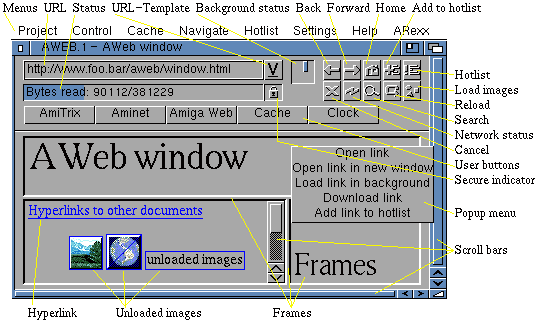 Menus URL Status URL-Template Background status Back Forward Home Add to hotlist
Project Control Cache Navigate Hotlist Settings Help ARexx
AWEB.1 - AWeb window
http://www.foo.bar/aweb/window.html V
Hotlist
Bytes read: 90112/381229
Load images
Reload
AmiTrix Aminet Amiga Web Cache Clock
Search
Network status
Cancel
AWeb window
User buttons
Open link
Secure indicator
Open link in new window
Load link in background
Download link
Add link to hotlist
Popup menu
Hyperlinks to other documents
Scroll bars
unloaded images
Frames
Hyperlink Unloaded images Frames